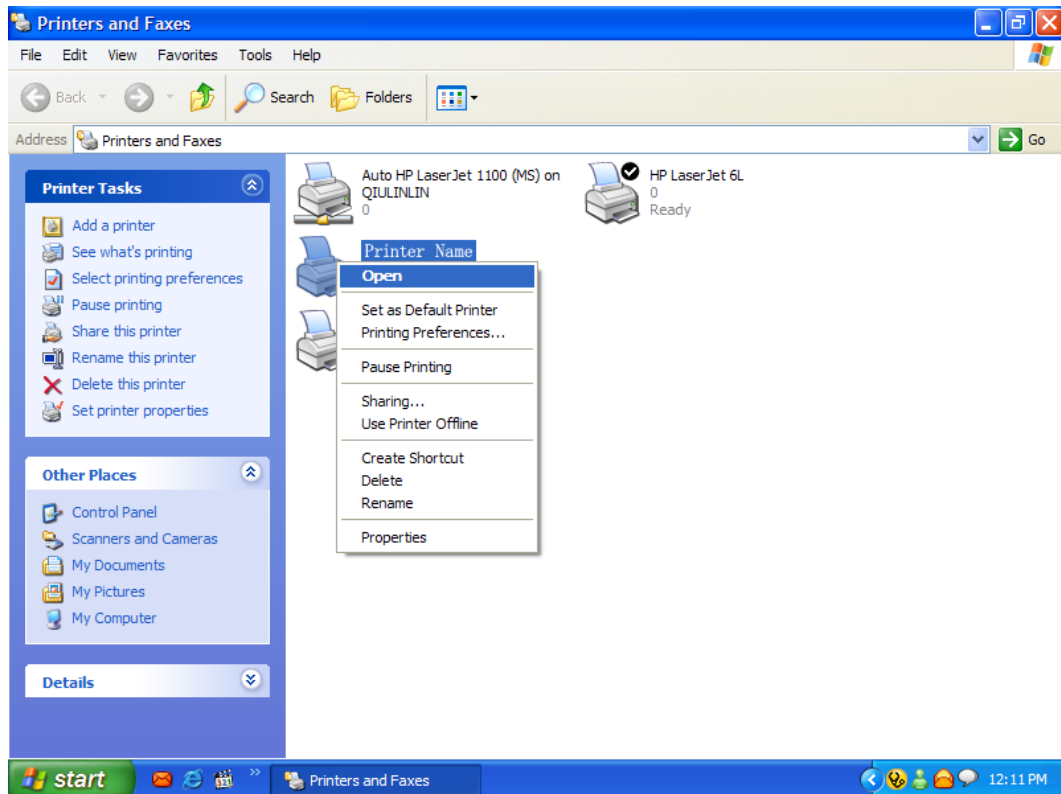 Printers and Faxes
File Edit View Favorites Tools Help
Back Search Folders
Address Printers and Faxes Go
Printer Tasks
Add a printer
See what's printing
Select printing preferences
Pause printing
Share this printer
Rename this printer
Delete this printer
Set printer properties
Other Places
Control Panel
Scanners and Cameras
My Documents
My Pictures
My Computer
Details
Auto HP LaserJet 1100 (MS) on
QIULINLIN
0
HP LaserJet 6L
0
Ready
Printer Name
Open
Set as Default Printer
Printing Preferences...
Pause Printing
Sharing...
Use Printer Offline
Create Shortcut
Delete
Rename
Properties
start Printers and Faxes 12:11 PM